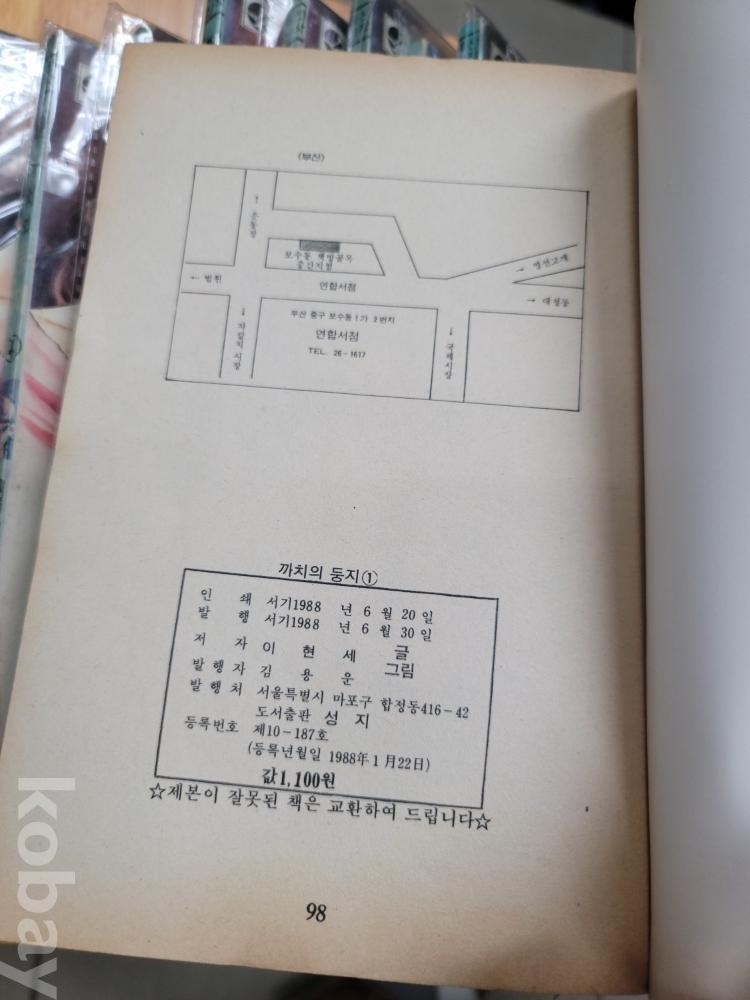 (부산)
↑ 운동장
보수동 책방골목
중간지점
← 법원
연합서점
→ 영선고개
→ 대청동
↓ 자갈치시장
부산 중구 보수동 1가 2번지
연합서점
TEL. 26-1617
↓ 국제시장
까치의 둥지①
인 쇄 서기1988 년 6 월 20 일
발 행 서기1988 년 6 월 30 일
저 자 이 현 세 글 그림
발행자 김 용 운
발행처 서울특별시 마포구 합정동416-42
도서출판 성 지
등록번호 제10-187호
(등록년월일 1988年 1月22日)
값1,100원
☆제본이 잘못된 책은 교환하여 드립니다☆
98
kobay